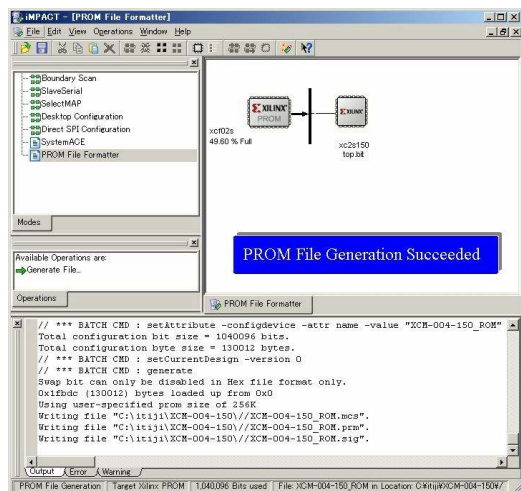 iMPACT - [PROM File Formatter]
File Edit View Operations Window Help
Boundary Scan
SlaveSerial
SelectMAP
Desktop Configuration
Direct SPI Configuration
SystemACE
PROM File Formatter
Modes
Available Operations are:
Generate File...
Operations
XILINX
PROM
xcf02s
49.60 % Full
XILINX
xc2s150
top.bit
PROM File Generation Succeeded
PROM File Formatter
// *** BATCH CMD : setAttribute -configdevice -attr name -value "XCM-004-150_ROM"
Total configuration bit size = 1040096 bits.
Total configuration byte size = 130012 bytes.
// *** BATCH CMD : setCurrentDesign -version 0
// *** BATCH CMD : generate
Swap bit can only be disabled in Hex file format only.
0x1fbdc (130012) bytes loaded up from 0x0
Using user-specified prom size of 256K
Writing file "C:\itiji\XCM-004-150\//XCM-004-150_ROM.mcs".
Writing file "C:\itiji\XCM-004-150\//XCM-004-150_ROM.prm".
Writing file "C:\itiji\XCM-004-150\//XCM-004-150_ROM.sig".
Output Error Warning
PROM File Generation Target Xilinx PROM 1,040,096 Bits used File: XCM-004-150_ROM in Location: C:¥itiji¥XCM-004-150¥/